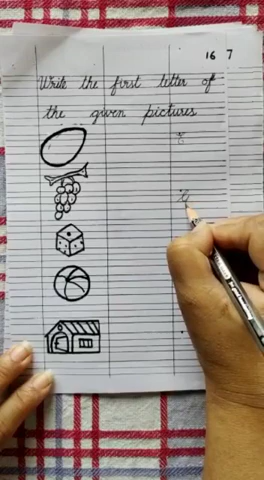 16 7
Write the first letter of
the given pictures